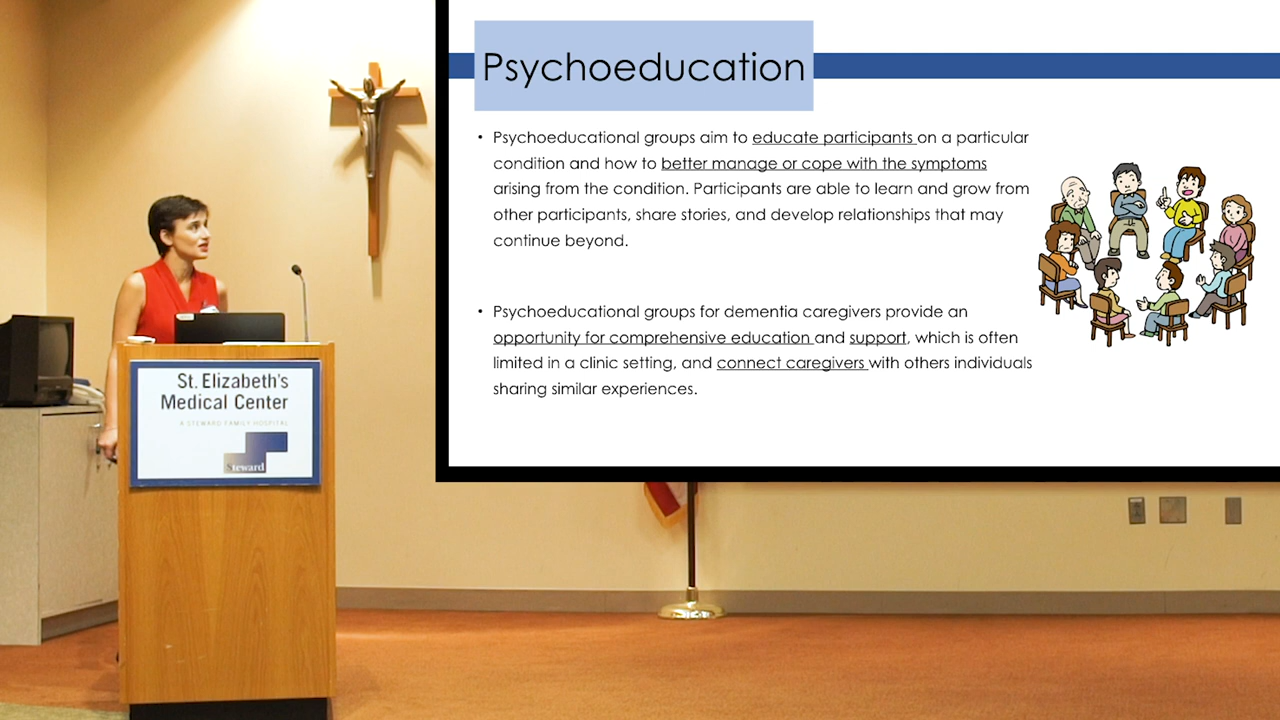 Psychoeducation
• Psychoeducational groups aim to educate participants on a particular
condition and how to better manage or cope with the symptoms
arising from the condition. Participants are able to learn and grow from
other participants, share stories, and develop relationships that may
continue beyond.
• Psychoeducational groups for dementia caregivers provide an
opportunity for comprehensive education and support, which is often
limited in a clinic setting, and connect caregivers with others individuals
sharing similar experiences.
St. Elizabeth's
Medical Center
A STEWARD FAMILY HOSPITAL
Steward